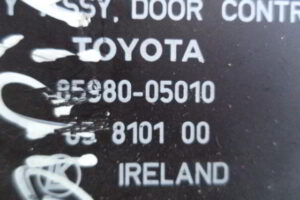 Y ASSY, DOOR CONTR
TOYOTA
85980-05010
8101 00
IRELAND